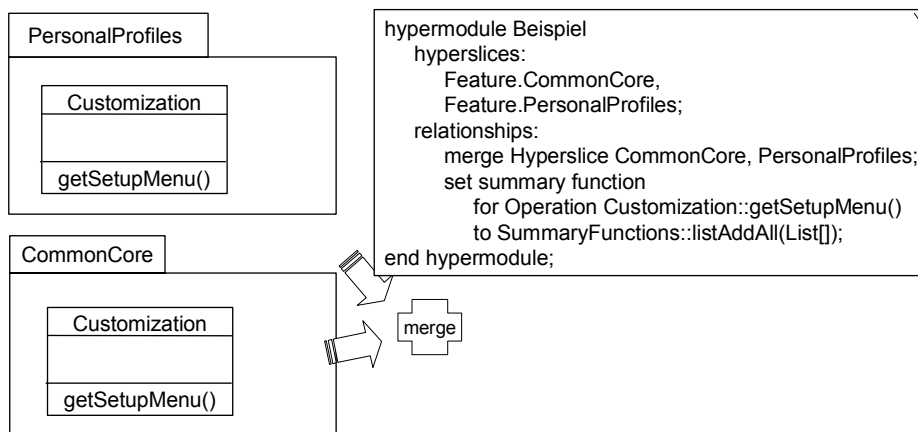 PersonalProfiles
Customization
getSetupMenu()
CommonCore
Customization
getSetupMenu()
hypermodule Beispiel
hyperslices:
Feature.CommonCore,
Feature.PersonalProfiles;
relationships:
merge Hyperslice CommonCore, PersonalProfiles;
set summary function
for Operation Customization::getSetupMenu()
to SummaryFunctions::listAddAll(List[]);
end hypermodule;
merge